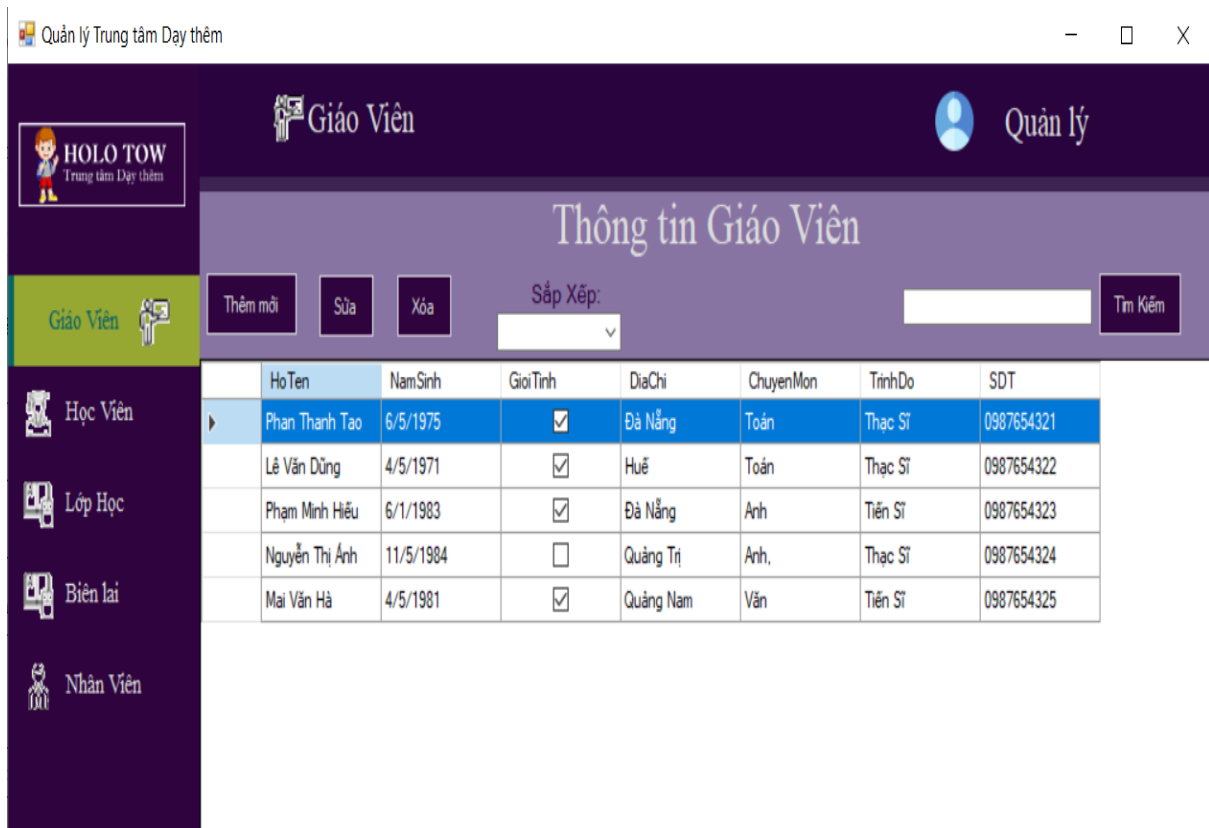 Quản lý Trung tâm Dạy thêm
HOLO TOW
Trung tâm Dạy thêm
Giáo Viên
Quản lý
Thông tin Giáo Viên
Thêm mới
Sửa
Xóa
Sắp Xếp:
Tìm Kiếm
Giáo Viên
Học Viên
Lớp Học
Biên lai
Nhân Viên
HoTen NamSinh GioiTinh DiaChi ChuyenMon TrinhDo SDT
Phan Thanh Tao 6/5/1975 Đà Nẵng Toán Thạc Sĩ 0987654321
Lê Văn Dũng 4/5/1971 Huế Toán Thạc Sĩ 0987654322
Phạm Minh Hiếu 6/1/1983 Đà Nẵng Anh Tiến Sĩ 0987654323
Nguyễn Thị Ánh 11/5/1984 Quảng Trị Anh, Thạc Sĩ 0987654324
Mai Văn Hà 4/5/1981 Quảng Nam Văn Tiến Sĩ 0987654325